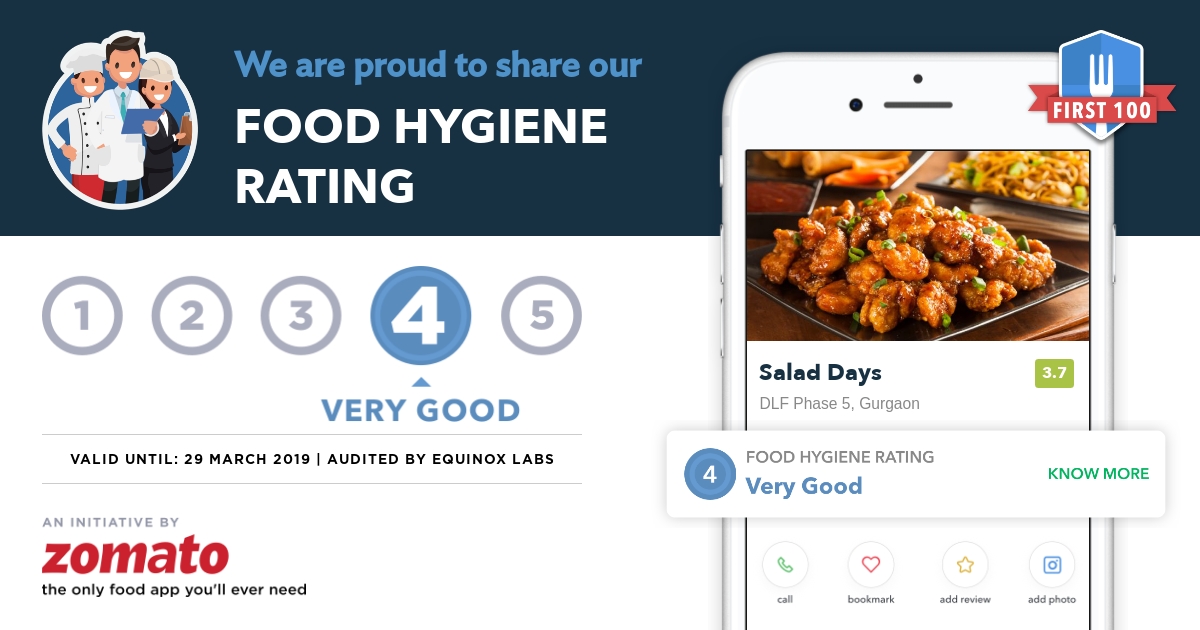 We are proud to share our
FOOD HYGIENE
RATING
FIRST 100
1 2 3 4 5
VERY GOOD
VALID UNTIL: 29 MARCH 2019 | AUDITED BY EQUINOX LABS
AN INITIATIVE BY
zomato
the only food app you'll ever need
Salad Days
3.7
DLF Phase 5, Gurgaon
4
FOOD HYGIENE RATING
Very Good
KNOW MORE
call bookmark add review add photo